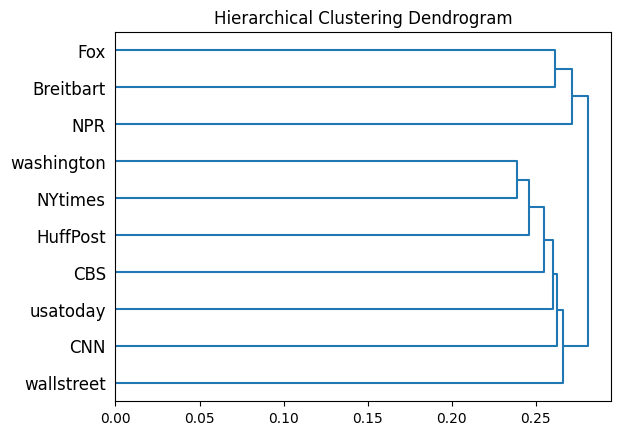 Hierarchical Clustering Dendrogram
Fox
Breitbart
NPR
washington
NYtimes
HuffPost
CBS
usatoday
CNN
wallstreet
0.00 0.05 0.10 0.15 0.20 0.25